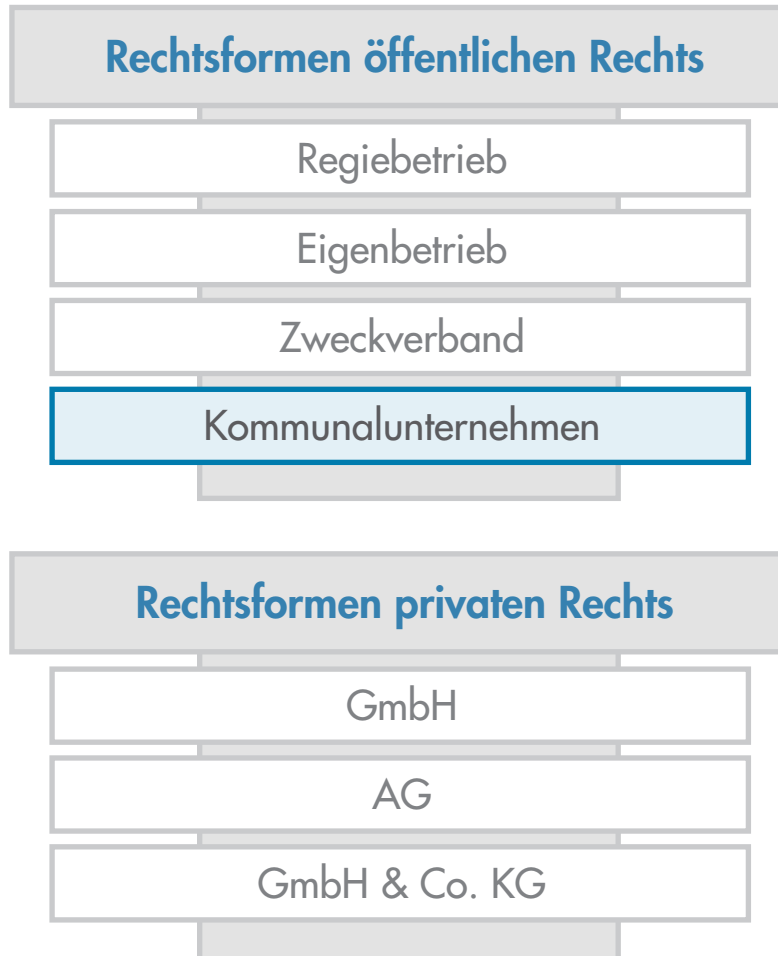 Rechtsformen öffentlichen Rechts
Regiebetrieb
Eigenbetrieb
Zweckverband
Kommunalunternehmen
Rechtsformen privaten Rechts
GmbH
AG
GmbH & Co. KG